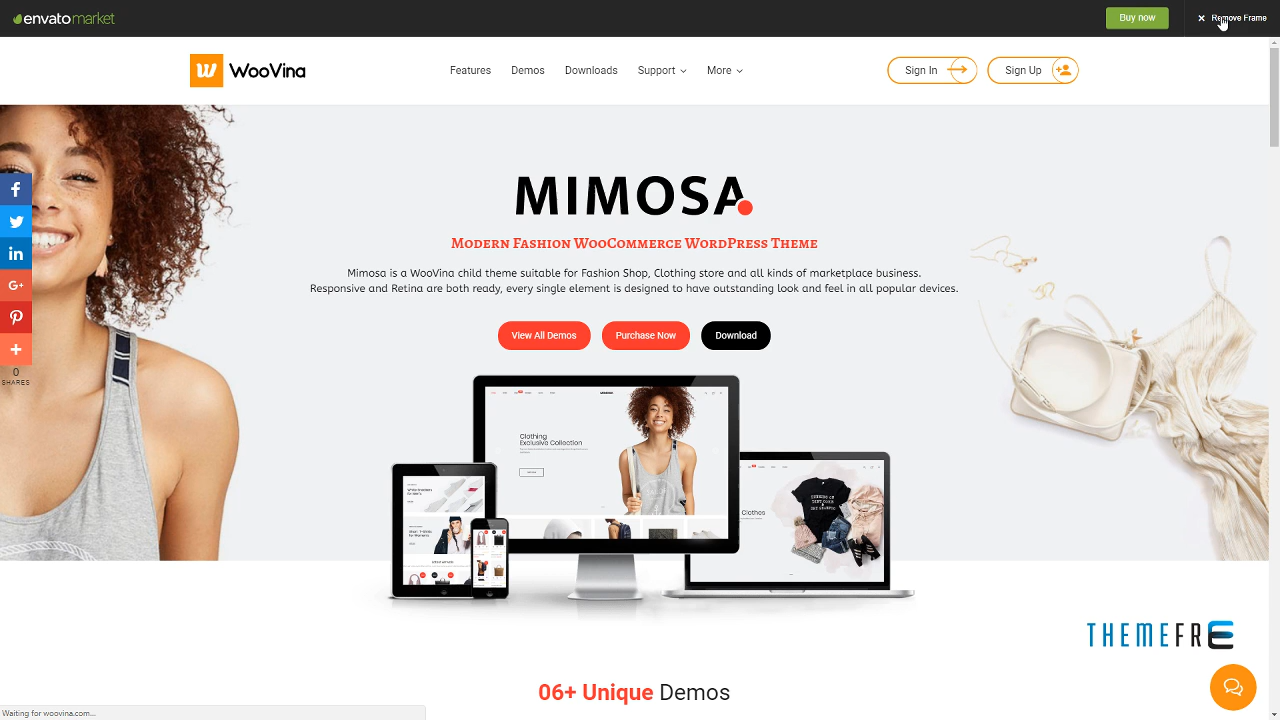 envato market
Buy now
✕ Remove Frame
W WooVina
Features
Demos
Downloads
Support
More
Sign In
Sign Up
MIMOSA
Modern Fashion WooCommerce WordPress Theme
Mimosa is a WooVina child theme suitable for Fashion Shop, Clothing store and all kinds of marketplace business.
Responsive and Retina are both ready, every single element is designed to have outstanding look and feel in all popular devices.
View All Demos
Purchase Now
Download
0
SHARES
Clothing
Exclusive Collection
Clothes
THEMEFRE
06+ Unique Demos
Waiting for woovina.com...